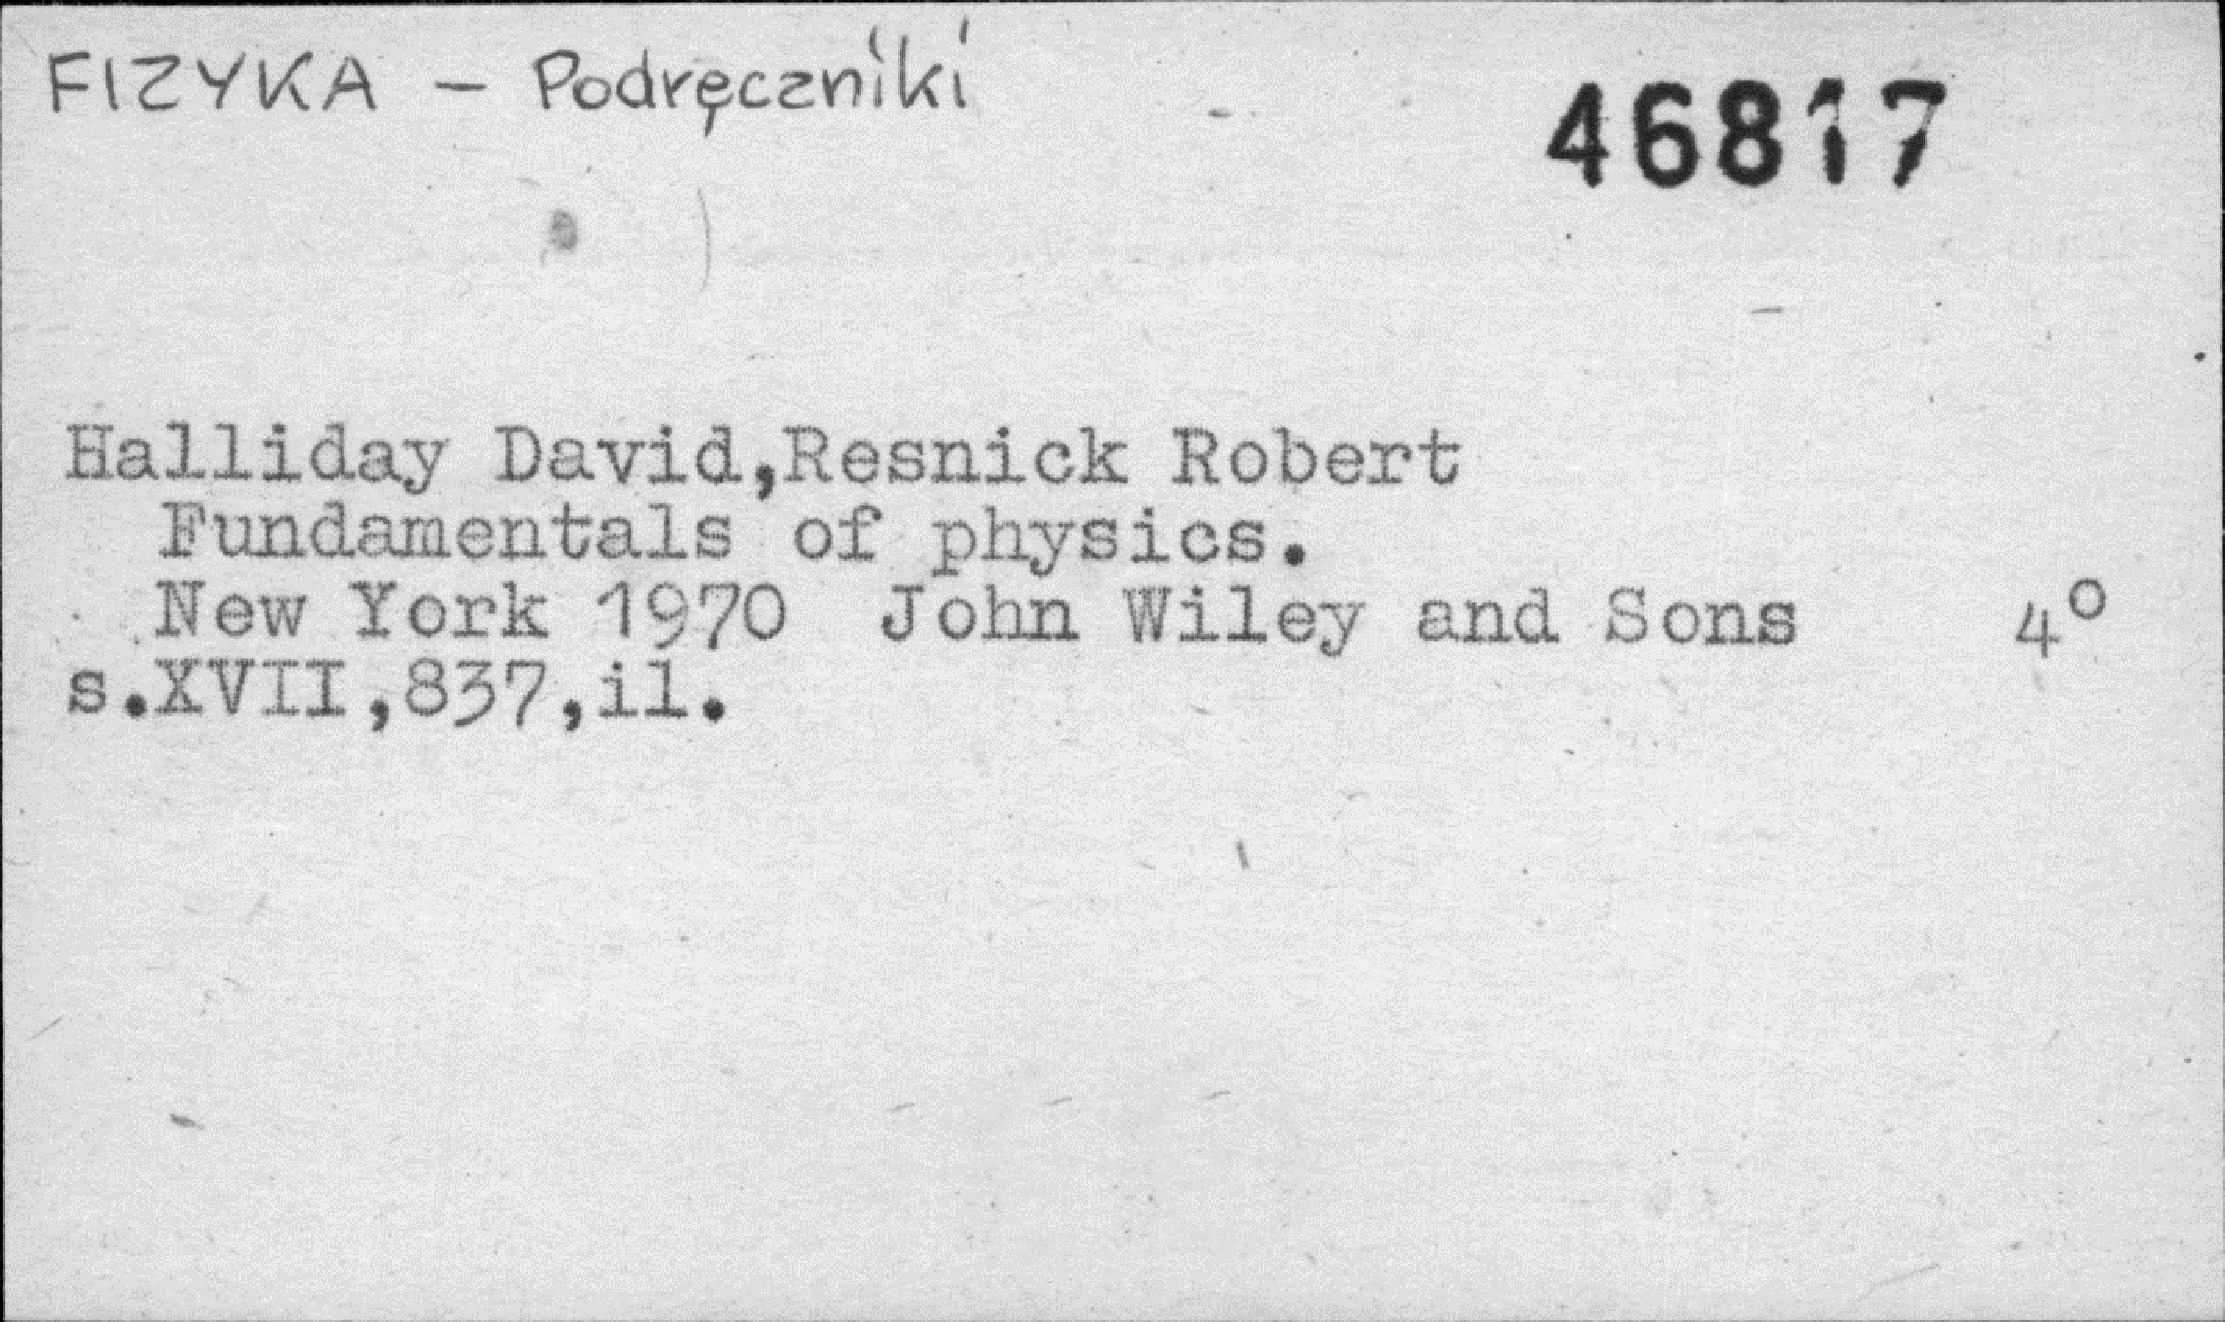 FIZYKA - Podręczniki
46817
Halliday David,Resnick Robert
Fundamentals of physics.
New York 1970 John Wiley and Sons 4°
s.XVII,837,il.